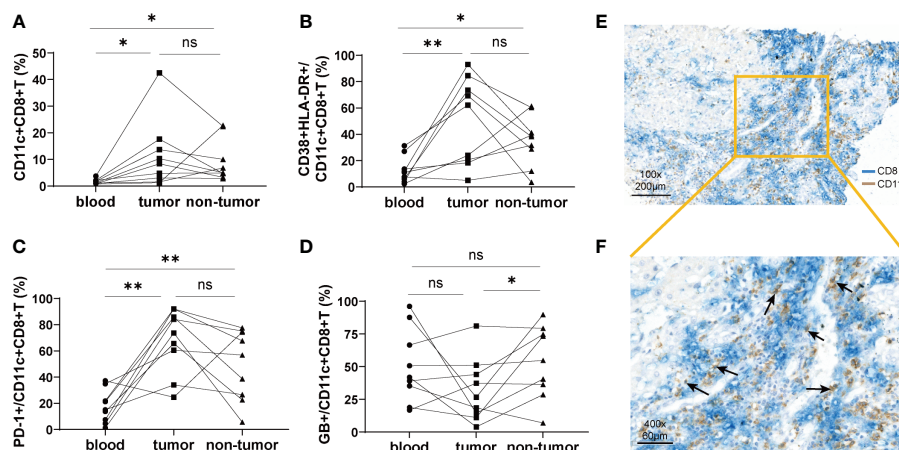 A
*
*
ns
CD11c+CD8+T (%)
50
40
30
20
10
0
blood tumor non-tumor
B
*
**
ns
CD38+HLA-DR+/
CD11c+CD8+T (%)
100
80
60
40
20
0
blood tumor non-tumor
C
**
**
ns
PD-1+/CD11c+CD8+T (%)
100
80
60
40
20
0
blood tumor non-tumor
D
ns
ns
*
GB+/CD11c+CD8+T (%)
100
75
50
25
0
blood tumor non-tumor
E
100x
200μm
CD8
CD11
F
400x
60μm